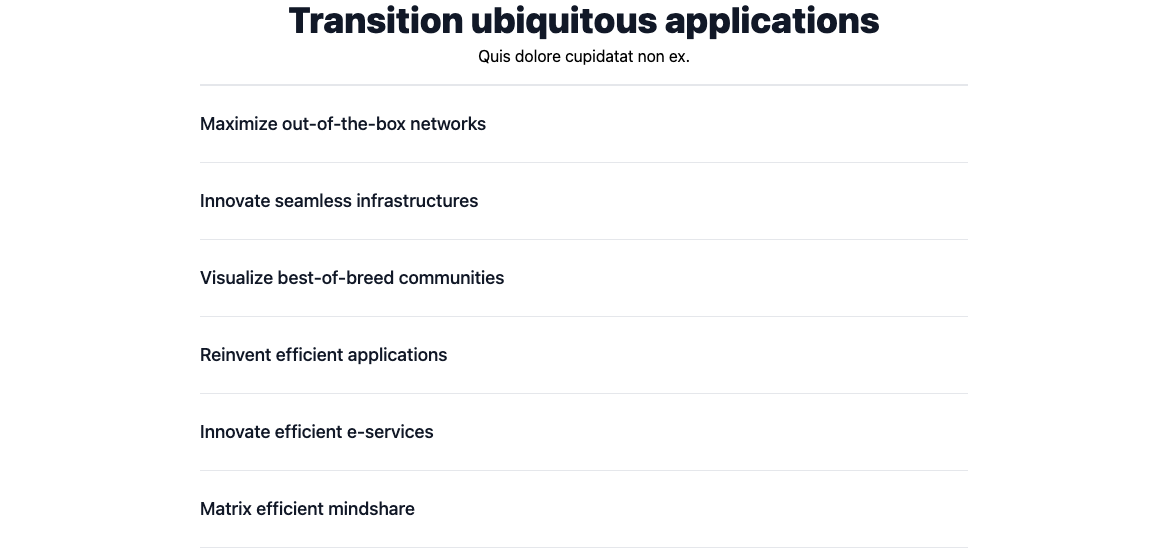 Transition ubiquitous applications
Quis dolore cupidatat non ex.
Maximize out-of-the-box networks
Innovate seamless infrastructures
Visualize best-of-breed communities
Reinvent efficient applications
Innovate efficient e-services
Matrix efficient mindshare